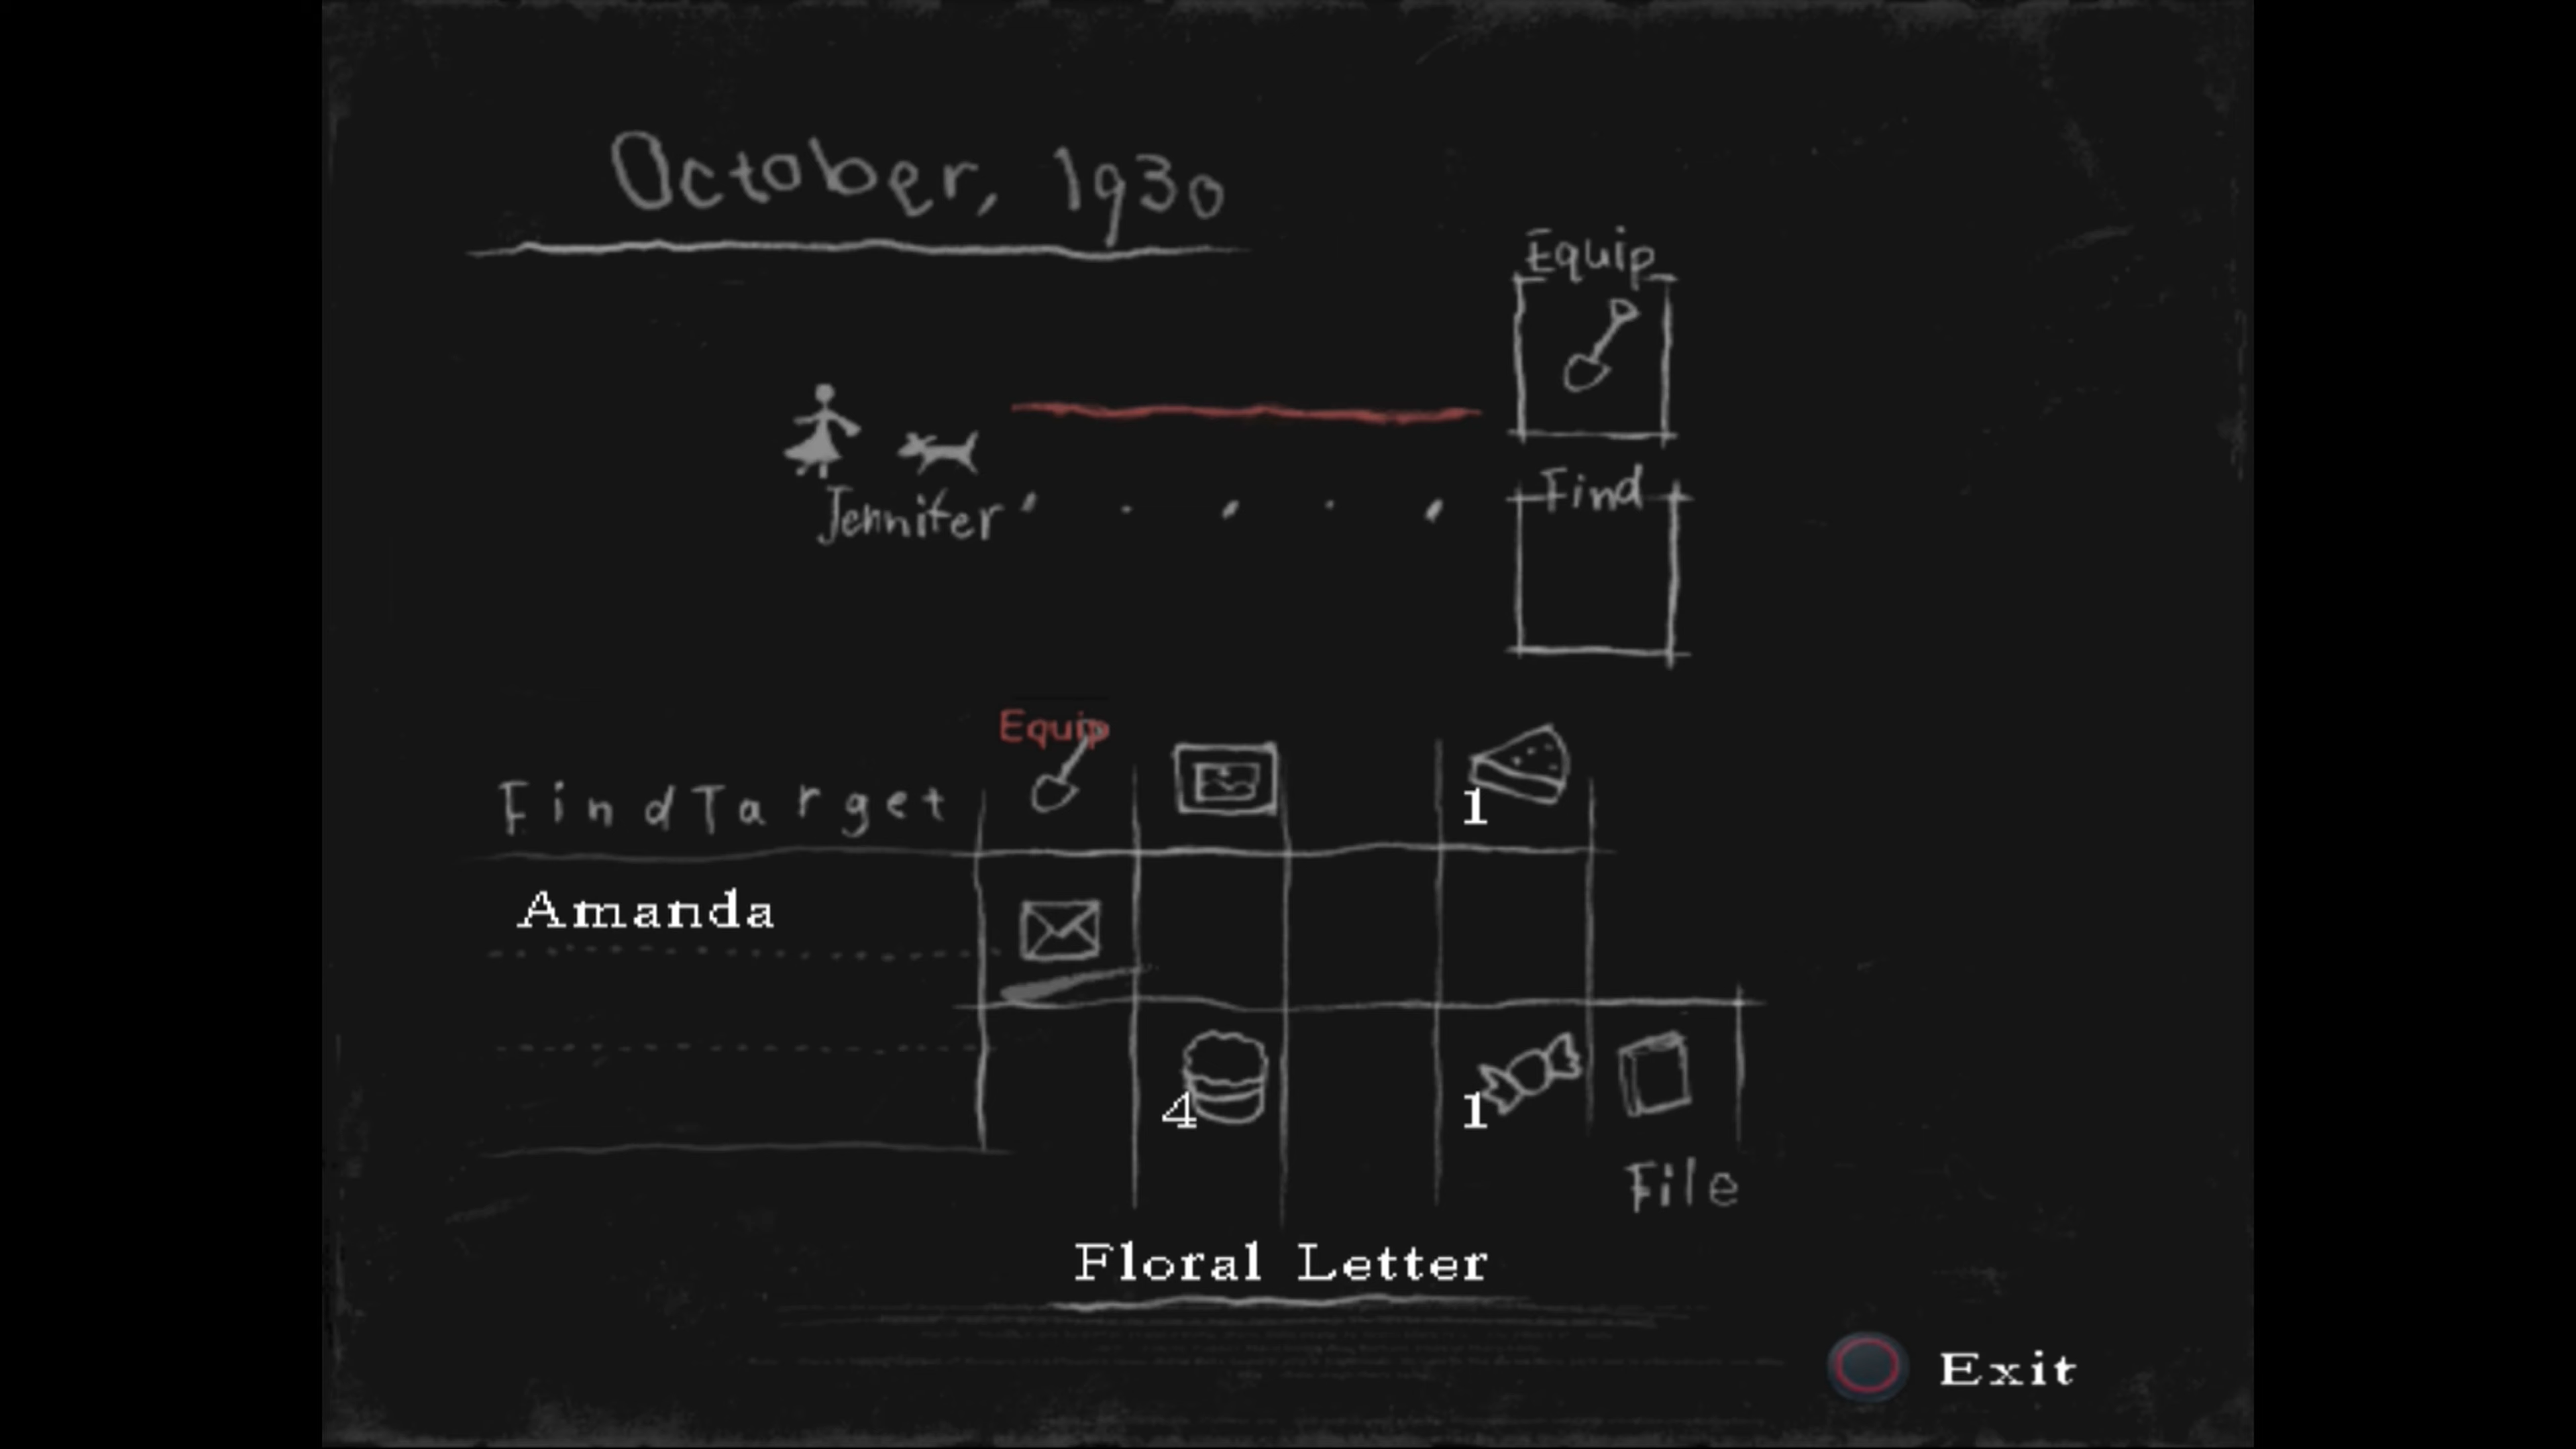 October, 1930
Equip
Jennifer
Find
Equip
FindTarget
1
Amanda
4
1
File
Floral Letter
Exit